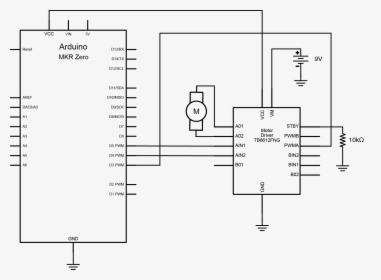 VCC
VIN
5V
Arduino
MKR Zero
Reset
AREF
DAC0/A0
A1
A2
A3
A4
A5
A6
D13/RX
D14/TX
D12/SCL
D11/SDA
D10/MISO
D9/SCK
D8/MOSI
D7
D6
D5 PWM
D4 PWM
D3 PWM
D2 PWM
D1 PWM
GND
M
VCC
VM
Motor
Driver
TB6612FNG
AO1
AO2
AIN1
AIN2
BO1
STBY
PWMB
PWMA
BIN2
BIN1
BO2
GND
9V
10kΩ